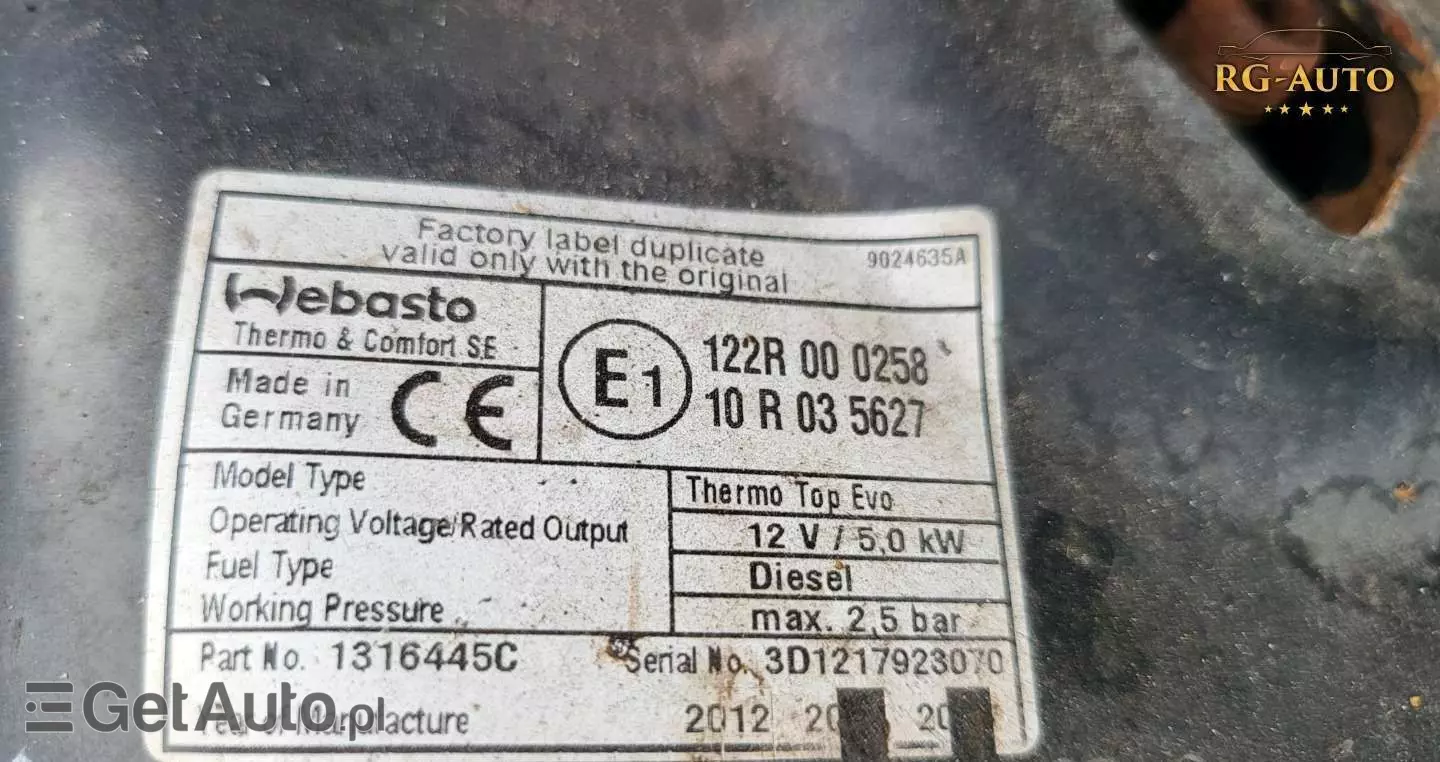 RG-AUTO
Factory label duplicate
valid only with the original
9024635A
Webasto
Thermo & Comfort SE
Made in
Germany
CE
E1
122R 00 0258
10 R 03 5627
Model Type
Thermo Top Evo
Operating Voltage/Rated Output
12 V / 5,0 kW
Fuel Type
Diesel
Working Pressure
max. 2,5 bar
Part No. 1316445C
Serial No. 3D1217923070
Year of Manufacture
2012
GetAuto.pl